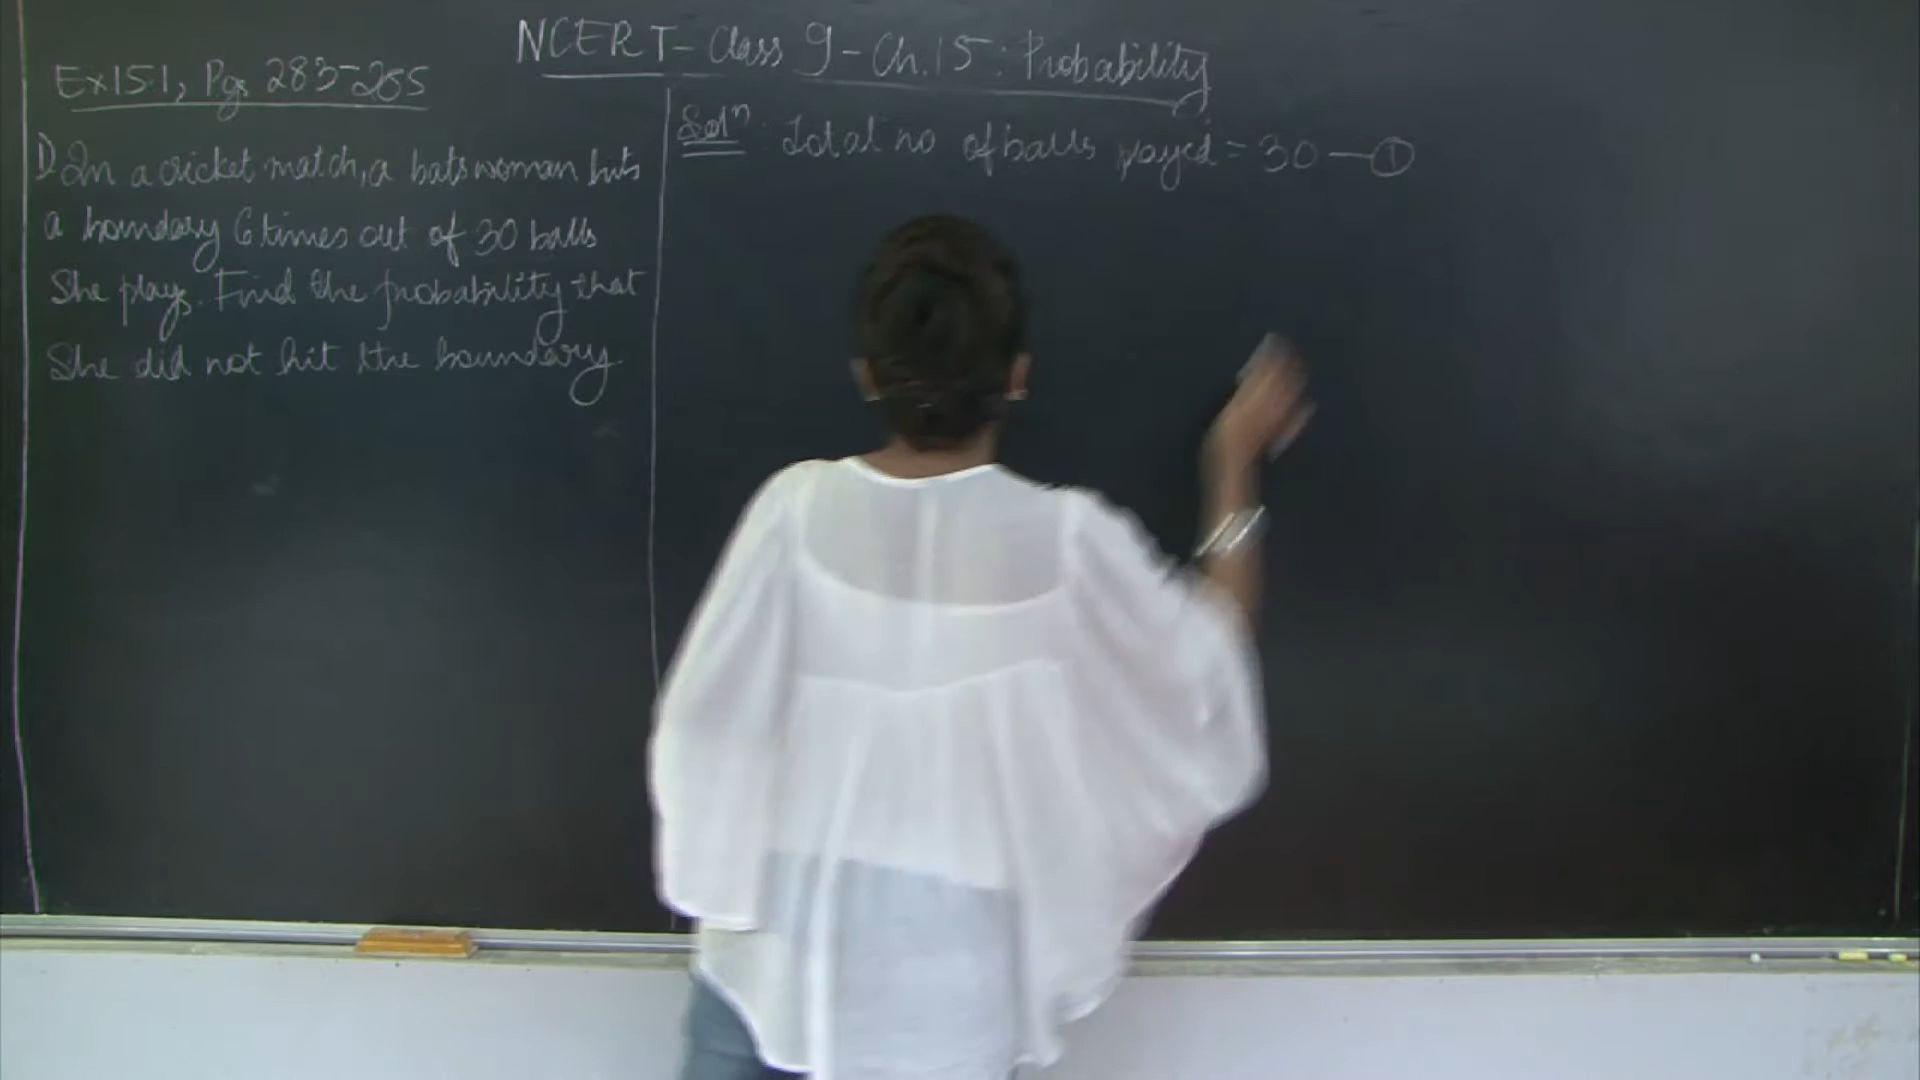 NCERT - Class 9 - Ch.15 : Probability
Ex 15.1, Pgs 283-285
1) In a cricket match, a batswoman hits
a boundary 6 times out of 30 balls
She plays. Find the probability that
She did not hit the boundary.
Solⁿ : Total no of balls played = 30 — ①